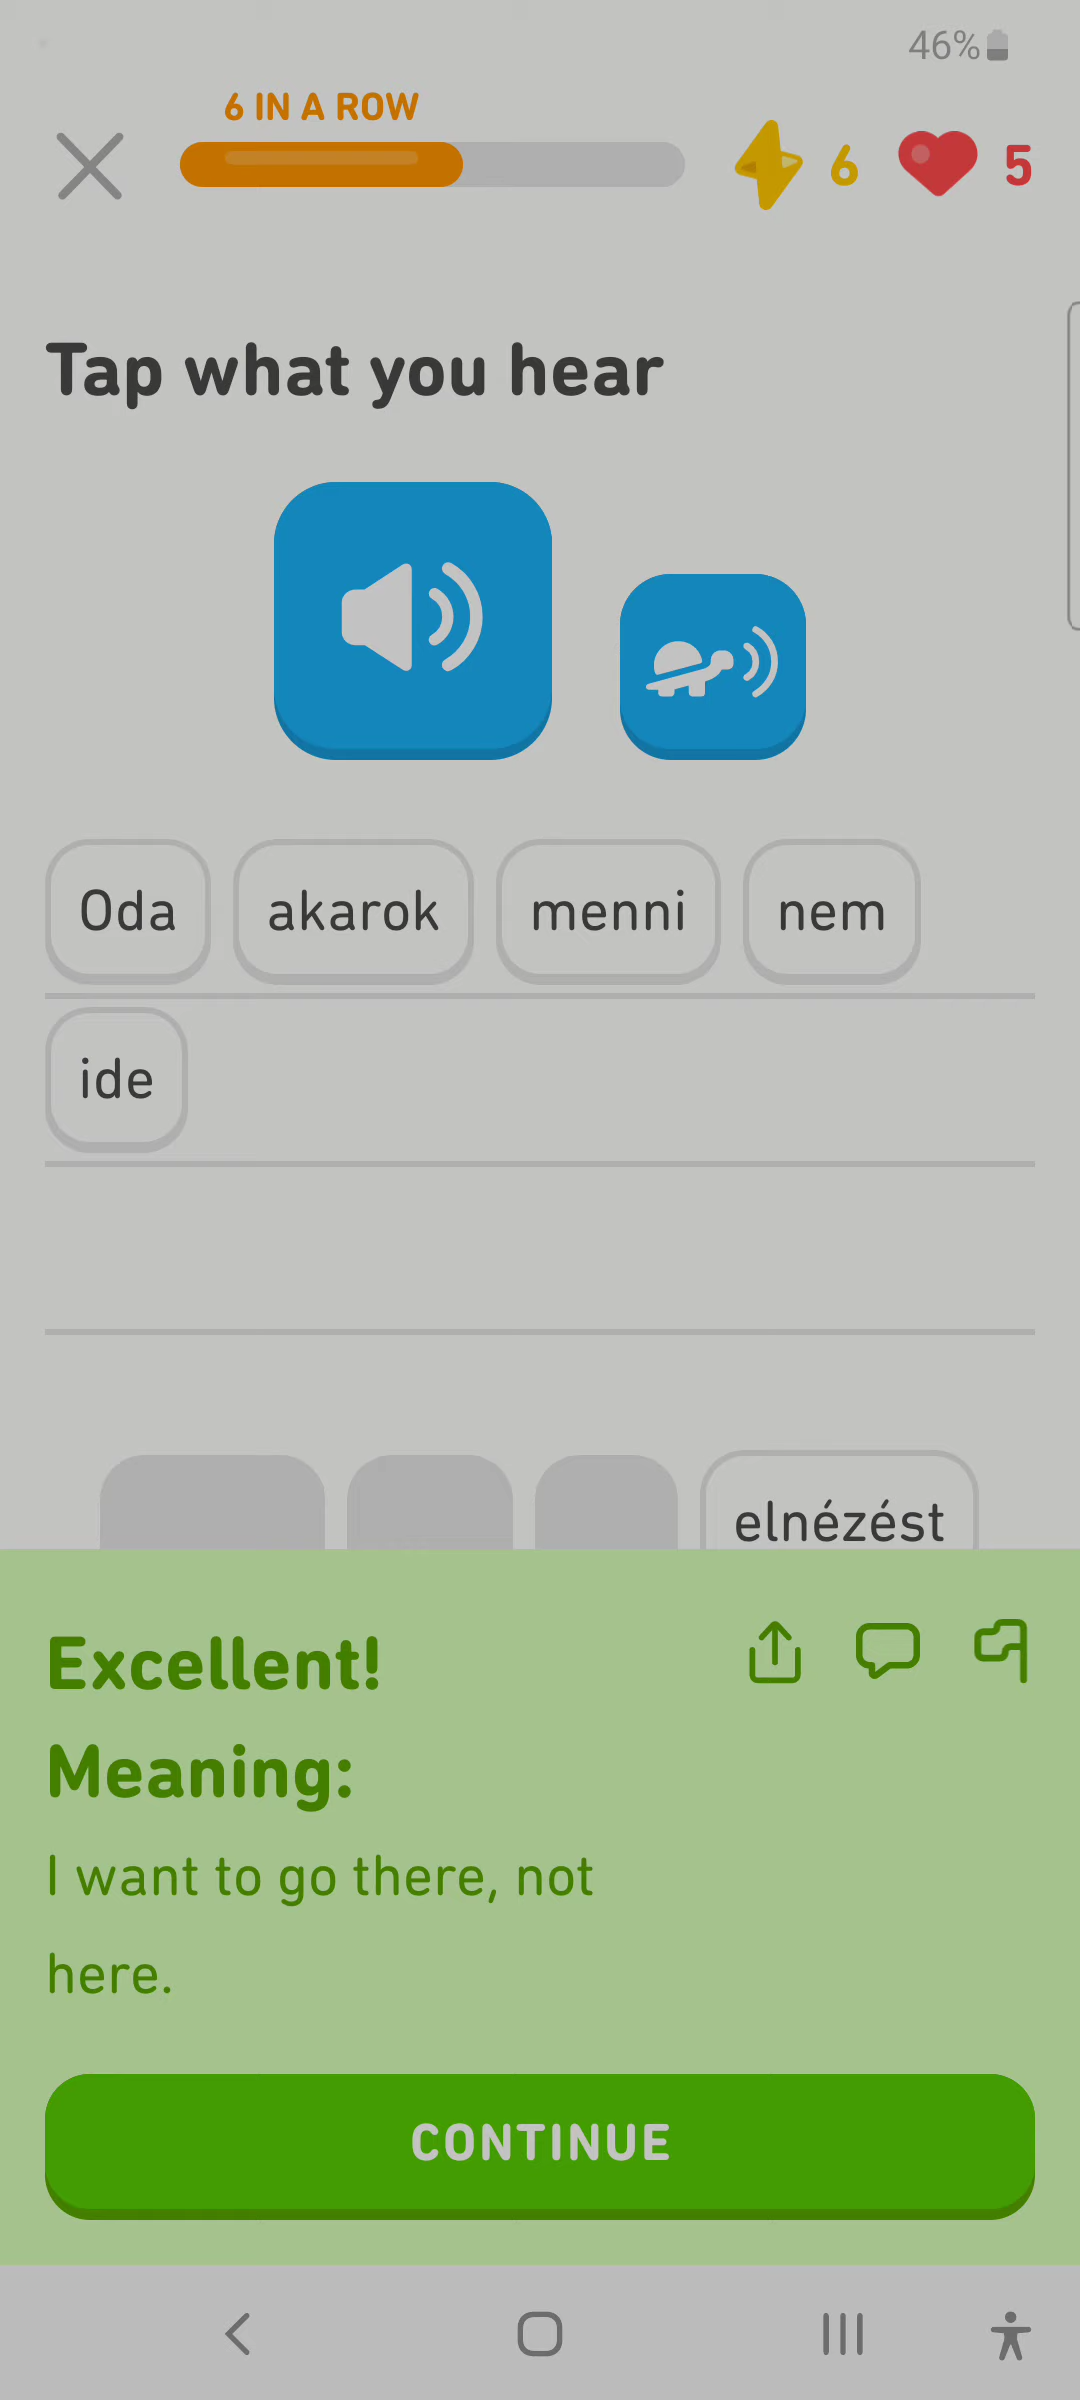 46%
6 IN A ROW
6 5
Tap what you hear
Oda akarok menni nem
ide
elnézést
Excellent!
Meaning:
I want to go there, not
here.
CONTINUE